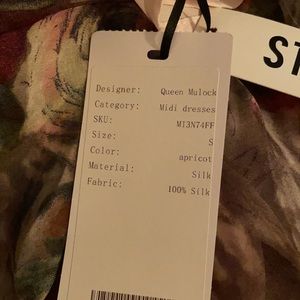 ST
Designer: Queen Mulock
Category: Midi dresses
SKU: MI3N74FF
Size: S
Color: apricot
Material: Silk
Fabric: 100% Silk